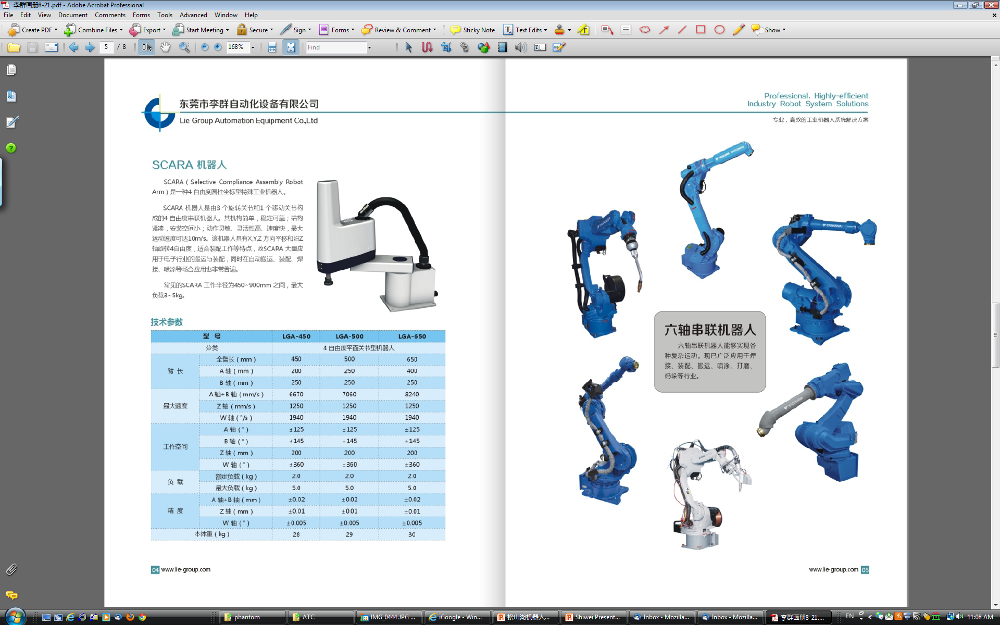 李群画册8-21.pdf - Adobe Acrobat Professional
File Edit View Document Comments Forms Tools Advanced Window Help
Create PDF Combine Files Export Start Meeting Secure Sign Forms Review & Comment Sticky Note Text Edits Show
5 / 8 168% Find
东莞市李群自动化设备有限公司
Lie Group Automation Equipment Co.,Ltd
SCARA 机器人
SCARA ( Selective Compliance Assembly Robot
Arm ) 是一种4 自由度圆柱坐标型特殊工业机器人。
SCARA 机器人是由3 个旋转关节和1 个移动关节构
成的4 自由度串联机器人。其机构简单，稳定可靠；结构
紧凑，安装空间小；动作灵敏、灵活性高、速度快，最大
运动速度可达10m/s。该机器人具有X,Y,Z 方向平移和沿Z
轴旋转4自由度，适合装配工作等特点，故SCARA 大量应
用于电子行业的搬运与装配，同时在自动搬运、装配、焊
接、喷涂等场合应用也非常普遍。
常见的SCARA 工作半径为450~900mm 之间，最大
负载3~5kg。
技术参数
型 号 LGA-450 LGA-500 LGA-650
分类 4 自由度平面关节型机器人
臂 长 全臂长 ( mm ) 450 500 650
A 轴 ( mm ) 200 250 400
B 轴 ( mm ) 250 250 250
最大速度 A 轴+B 轴 ( mm/s ) 6670 7060 8240
Z 轴 ( mm/s ) 1250 1250 1250
W 轴 ( °/s ) 1940 1940 1940
工作空间 A 轴 ( ° ) ±125 ±125 ±125
B 轴 ( ° ) ±145 ±145 ±145
Z 轴 ( mm ) 200 200 200
W 轴 ( ° ) ±360 ±360 ±360
负 载 额定负载 ( kg ) 2.0 2.0 2.0
最大负载 ( kg ) 5.0 5.0 5.0
精 度 A 轴+B 轴 ( mm ) ±0.02 ±0.02 ±0.02
Z 轴 ( mm ) ±0.01 ±0.01 ±0.01
W 轴 ( ° ) ±0.005 ±0.005 ±0.005
本体重 ( kg ) 28 29 30
04 www.lie-group.com
Professional, Highly-efficient
Industry Robot System Solutions
专业，高效的工业机器人系统解决方案
YASKAWA MOTOMAN
YASKAWA
YASKAWA
六轴串联机器人
六轴串联机器人能够实现各
种复杂运动。现已广泛应用于焊
接、装配、搬运、喷涂、打磨、
码垛等行业。
YASKAWA
www.lie-group.com 05
phantom ATC IMG_0444.JPG ... iGoogle - Win... 松山湖机器人... Shiwei Present... Inbox - Mozilla... Inbox - Mozilla... 李群画册8-21.... EN 11:08 AM